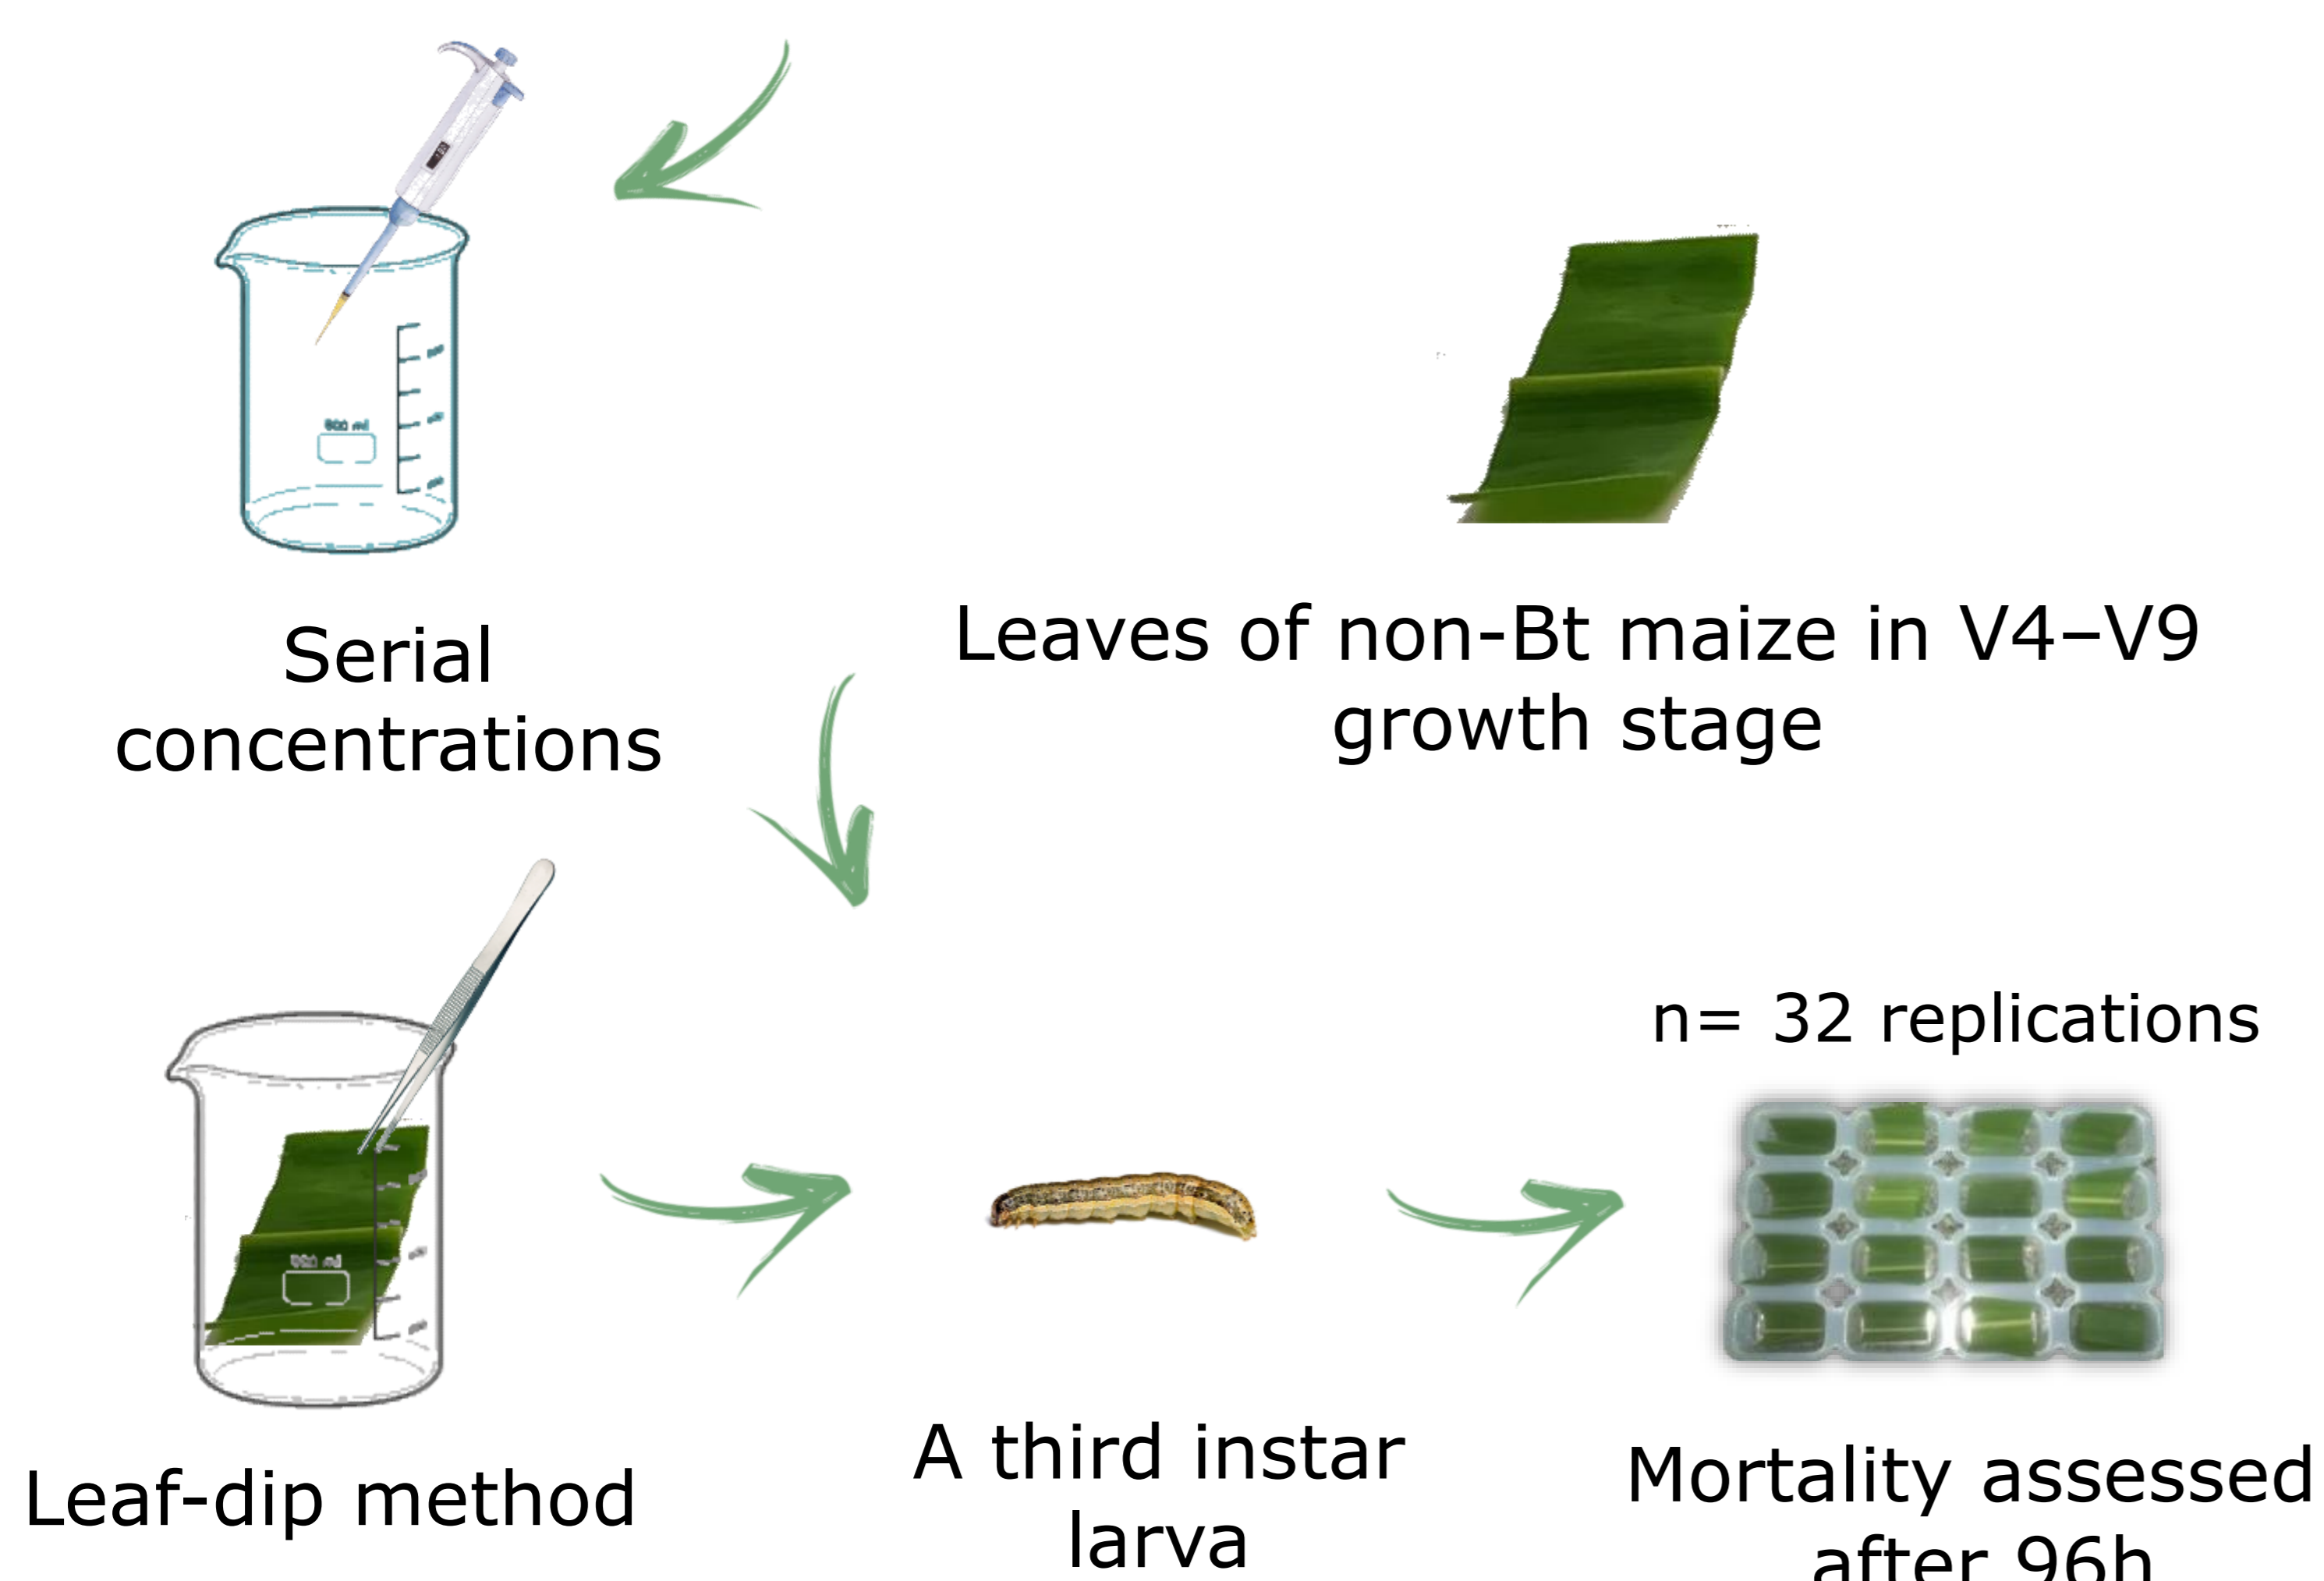 Serial
concentrations
Leaves of non-Bt maize in V4–V9
growth stage
n= 32 replications
Leaf-dip method
A third instar
larva
Mortality assessed
after 96h